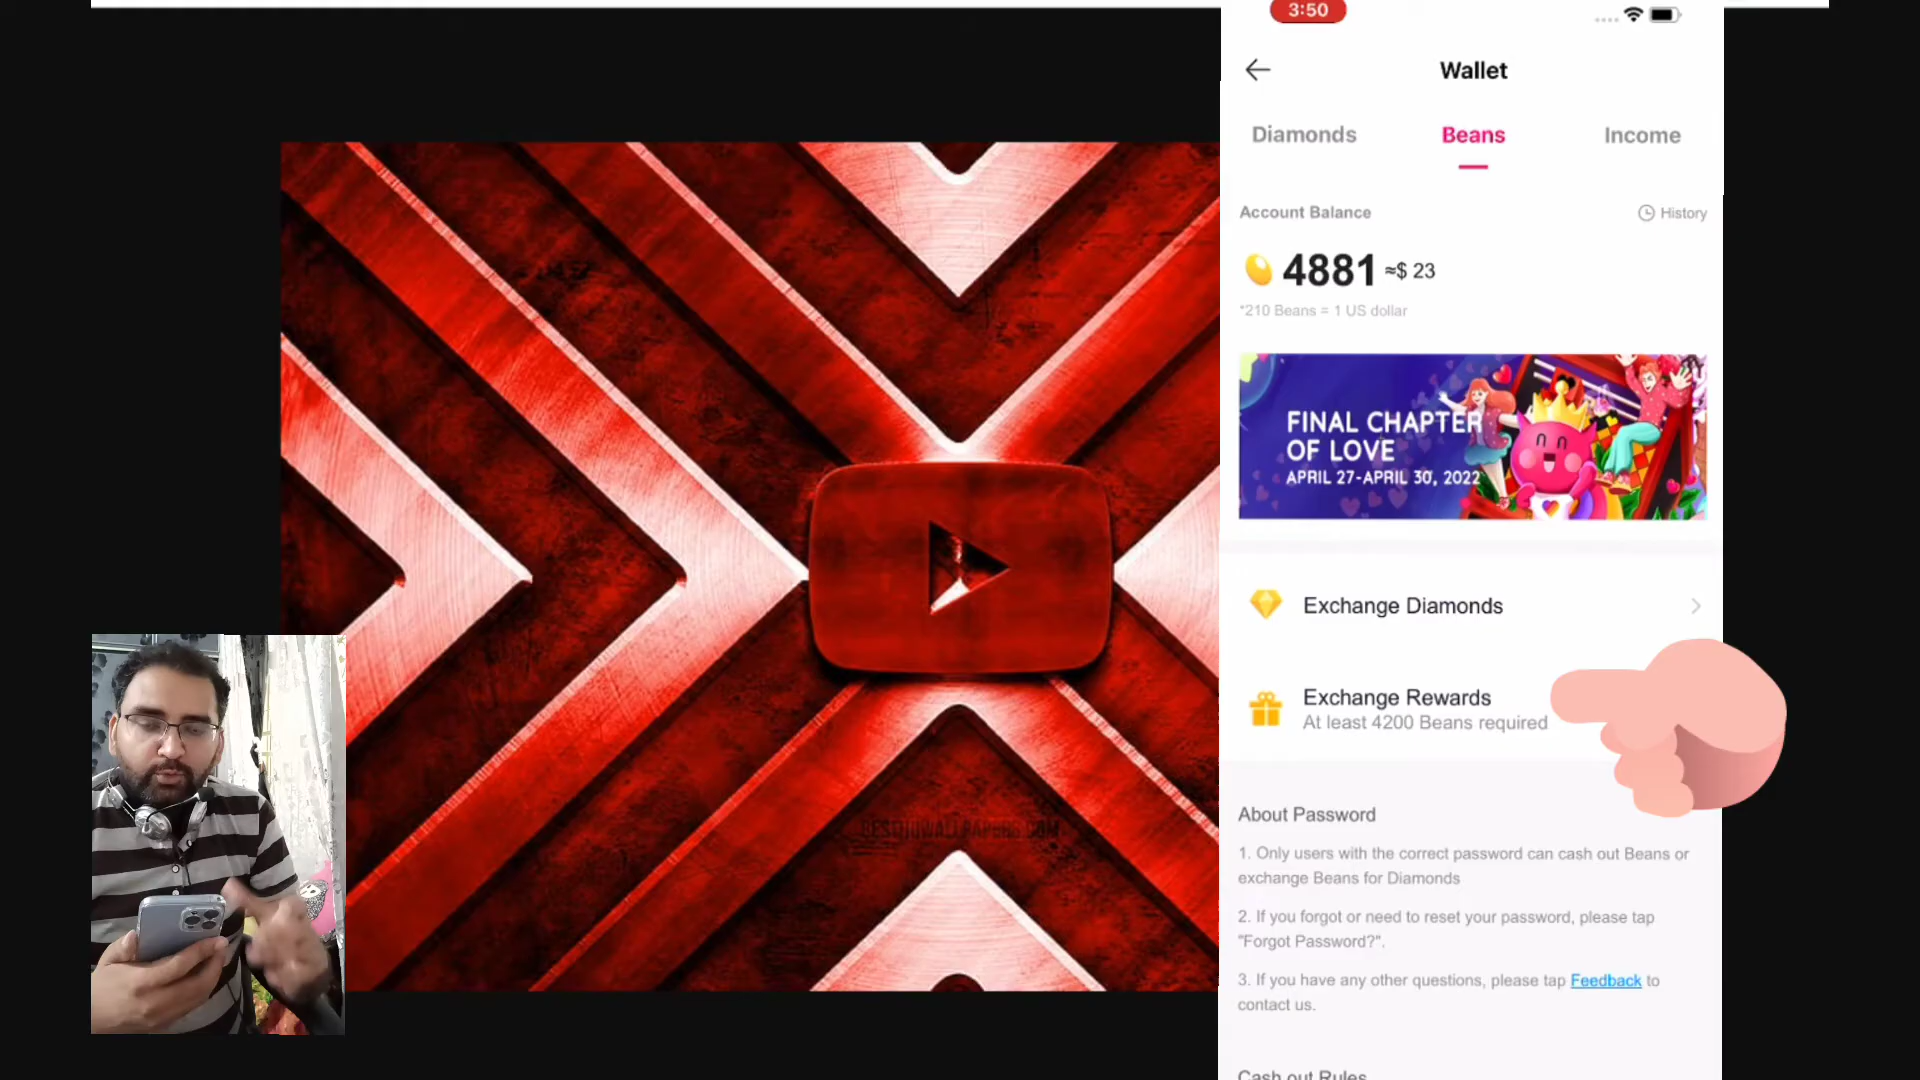 3:50
Wallet
Diamonds
Beans
Income
Account Balance
History
4881 ≈$ 23
*210 Beans = 1 US dollar
FINAL CHAPTER
OF LOVE
APRIL 27-APRIL 30, 2022
Exchange Diamonds
Exchange Rewards
At least 4200 Beans required
BESTHQWALLPAPERS.COM
About Password
1. Only users with the correct password can cash out Beans or
exchange Beans for Diamonds
2. If you forgot or need to reset your password, please tap
"Forgot Password?".
3. If you have any other questions, please tap Feedback to
contact us.
Cash out Rules